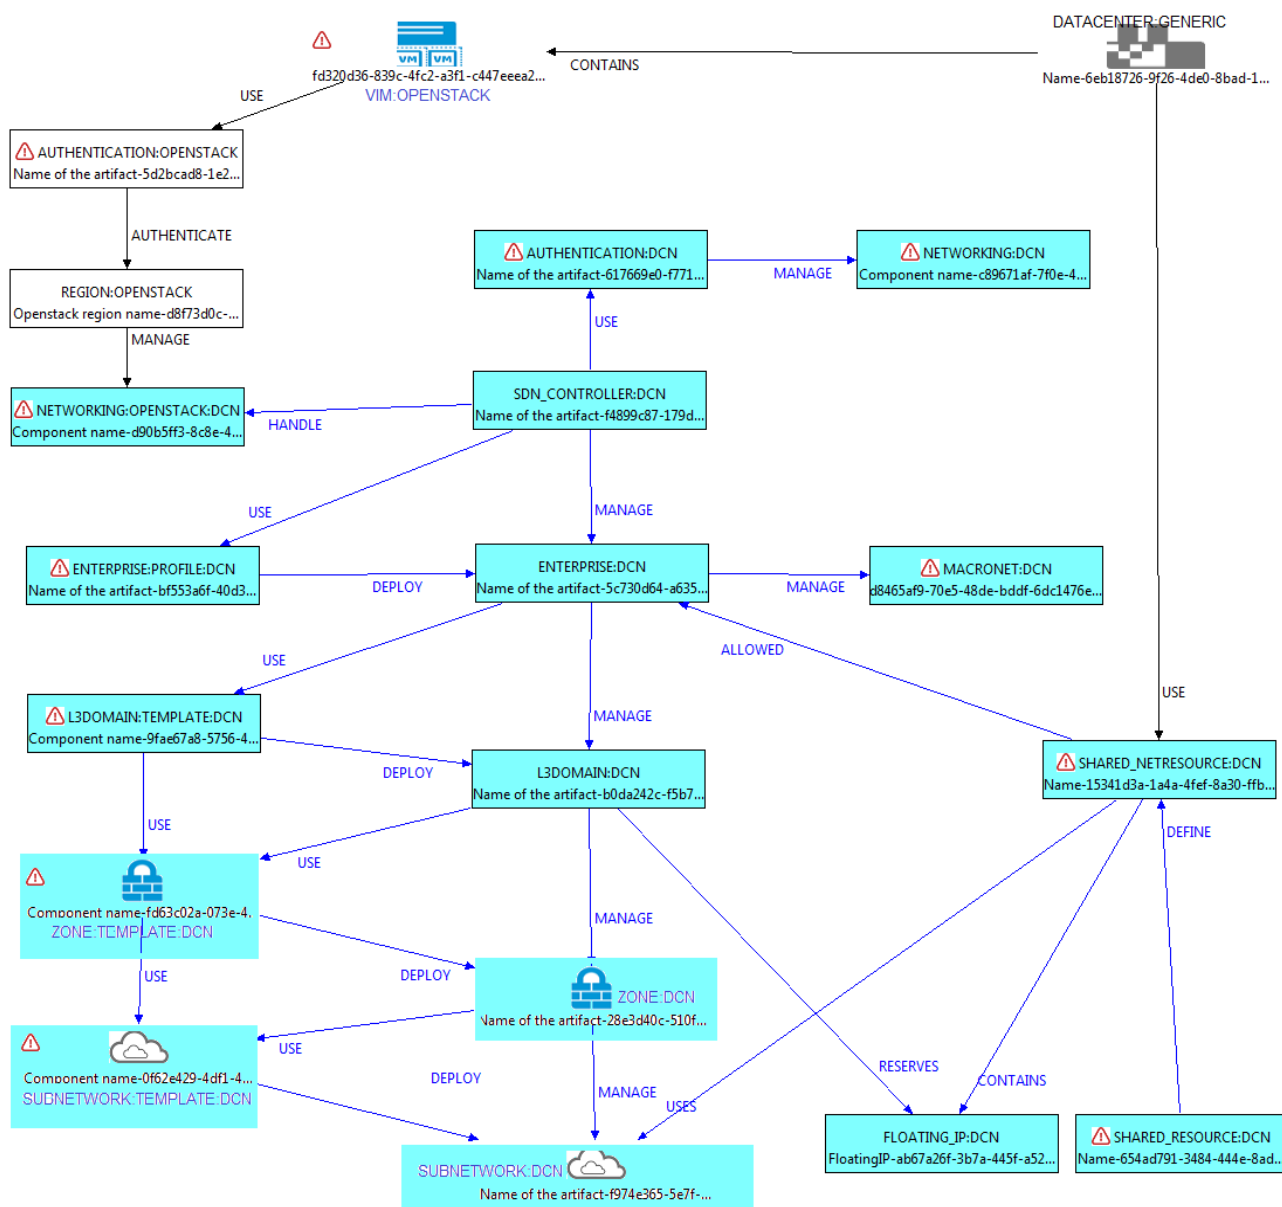 DATACENTER:GENERIC
CONTAINS
fd320d36-839c-4fc2-a3f1-c447eeea2...
Name-6eb18726-9f26-4de0-8bad-1...
VIM:OPENSTACK
USE
AUTHENTICATION:OPENSTACK
Name of the artifact-5d2bcad8-1e2...
AUTHENTICATE
AUTHENTICATION:DCN
Name of the artifact-617669e0-f771...
MANAGE
NETWORKING:DCN
Component name-c89671af-7f0e-4...
REGION:OPENSTACK
Openstack region name-d8f73d0c-...
USE
MANAGE
SDN_CONTROLLER:DCN
Name of the artifact-f4899c87-179d...
NETWORKING:OPENSTACK:DCN
Component name-d90b5ff3-8c8e-4...
HANDLE
USE
MANAGE
ENTERPRISE:PROFILE:DCN
Name of the artifact-bf553a6f-40d3...
DEPLOY
ENTERPRISE:DCN
Name of the artifact-5c730d64-a635...
MANAGE
MACRONET:DCN
d8465af9-70e5-48de-bddf-6dc1476e...
USE
ALLOWED
USE
L3DOMAIN:TEMPLATE:DCN
Component name-9fae67a8-5756-4...
MANAGE
DEPLOY
L3DOMAIN:DCN
Name of the artifact-b0da242c-f5b7...
SHARED_NETRESOURCE:DCN
Name-15341d3a-1a4a-4fef-8a30-ffb...
USE
USE
DEFINE
Component name-fd63c02a-073e-4.
ZONE:TEMPLATE:DCN
MANAGE
USE
DEPLOY
ZONE:DCN
Name of the artifact-28e3d40c-510f...
USE
Component name-0f62e429-4df1-4...
SUBNETWORK:TEMPLATE:DCN
DEPLOY
MANAGE
USES
RESERVES
CONTAINS
SUBNETWORK:DCN
Name of the artifact-f974e365-5e7f-...
FLOATING_IP:DCN
FloatingIP-ab67a26f-3b7a-445f-a52...
SHARED_RESOURCE:DCN
Name-654ad791-3484-444e-8ad...
VM
VM